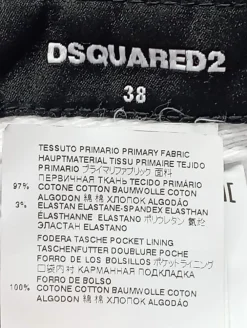 DSQUARED2
38
TESSUTO PRIMARIO PRIMARY FABRIC
HAUPTMATERIAL TISSU PRIMAIRE TEJIDO
PRIMARIO プライマリファブリック 面料
ПЕРВИЧНАЯ ТКАНЬ TECIDO PRIMÁRIO
97% COTONE COTTON BAUMWOLLE COTON
ALGODÓN 綿 棉 ХЛОПОК ALGODÃO
3% ELASTAN ELASTANE-SPANDEX ELASTHAN
ÉLASTHANNE ELASTANO ポリウレタン 氨纶
ЭЛАСТАН ELASTANO
FODERA TASCHE POCKET LINING
TASCHENFUTTER DOUBLURE POCHE
FORRO DE LOS BOLSILLOS ポケットライニング
口袋内衬 КАРМАННАЯ ПОДКЛАДКА
FORRO DE BOLSO
100% COTONE COTTON BAUMWOLLE COTON
ALGODÓN 綿 棉 ХЛОПОК ALGODÃO